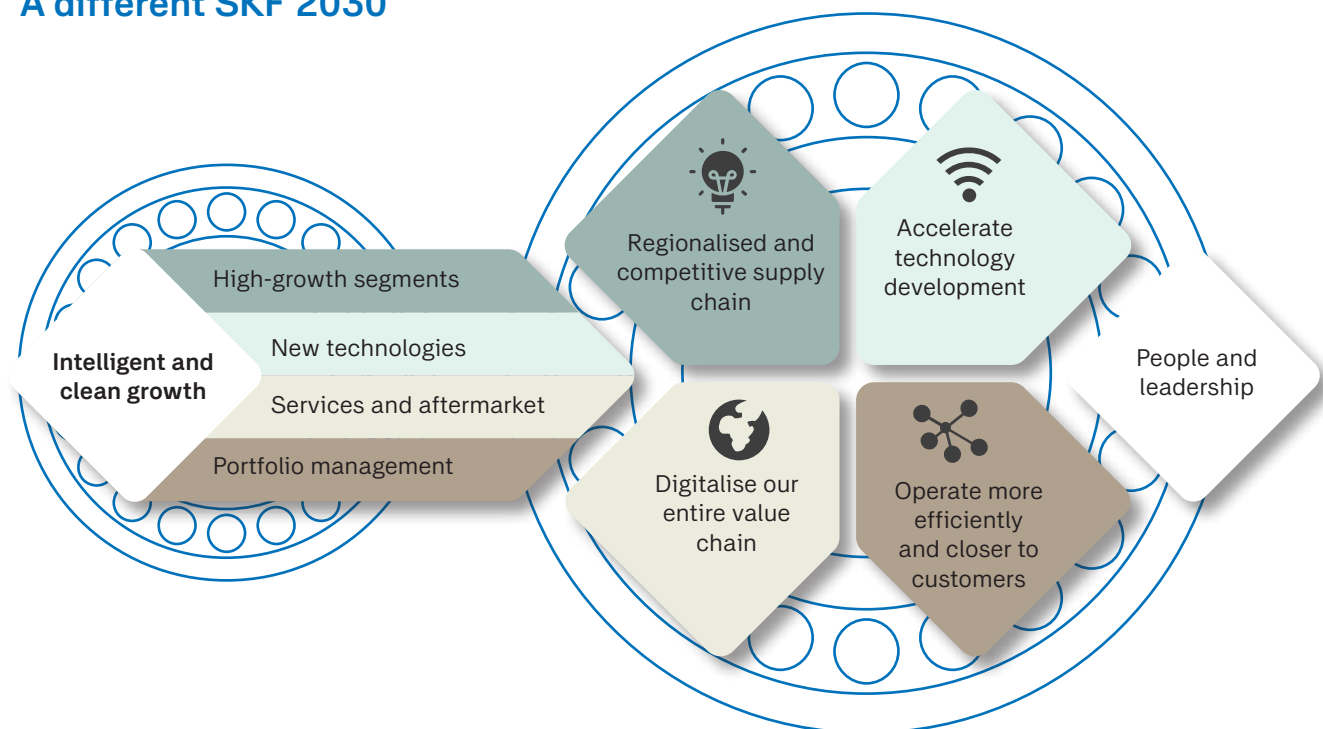 A different SKF 2030
Intelligent and
clean growth
High-growth segments
New technologies
Services and aftermarket
Portfolio management
Regionalised and
competitive supply
chain
Accelerate
technology
development
Digitalise our
entire value
chain
Operate more
efficiently
and closer to
customers
People and
leadership